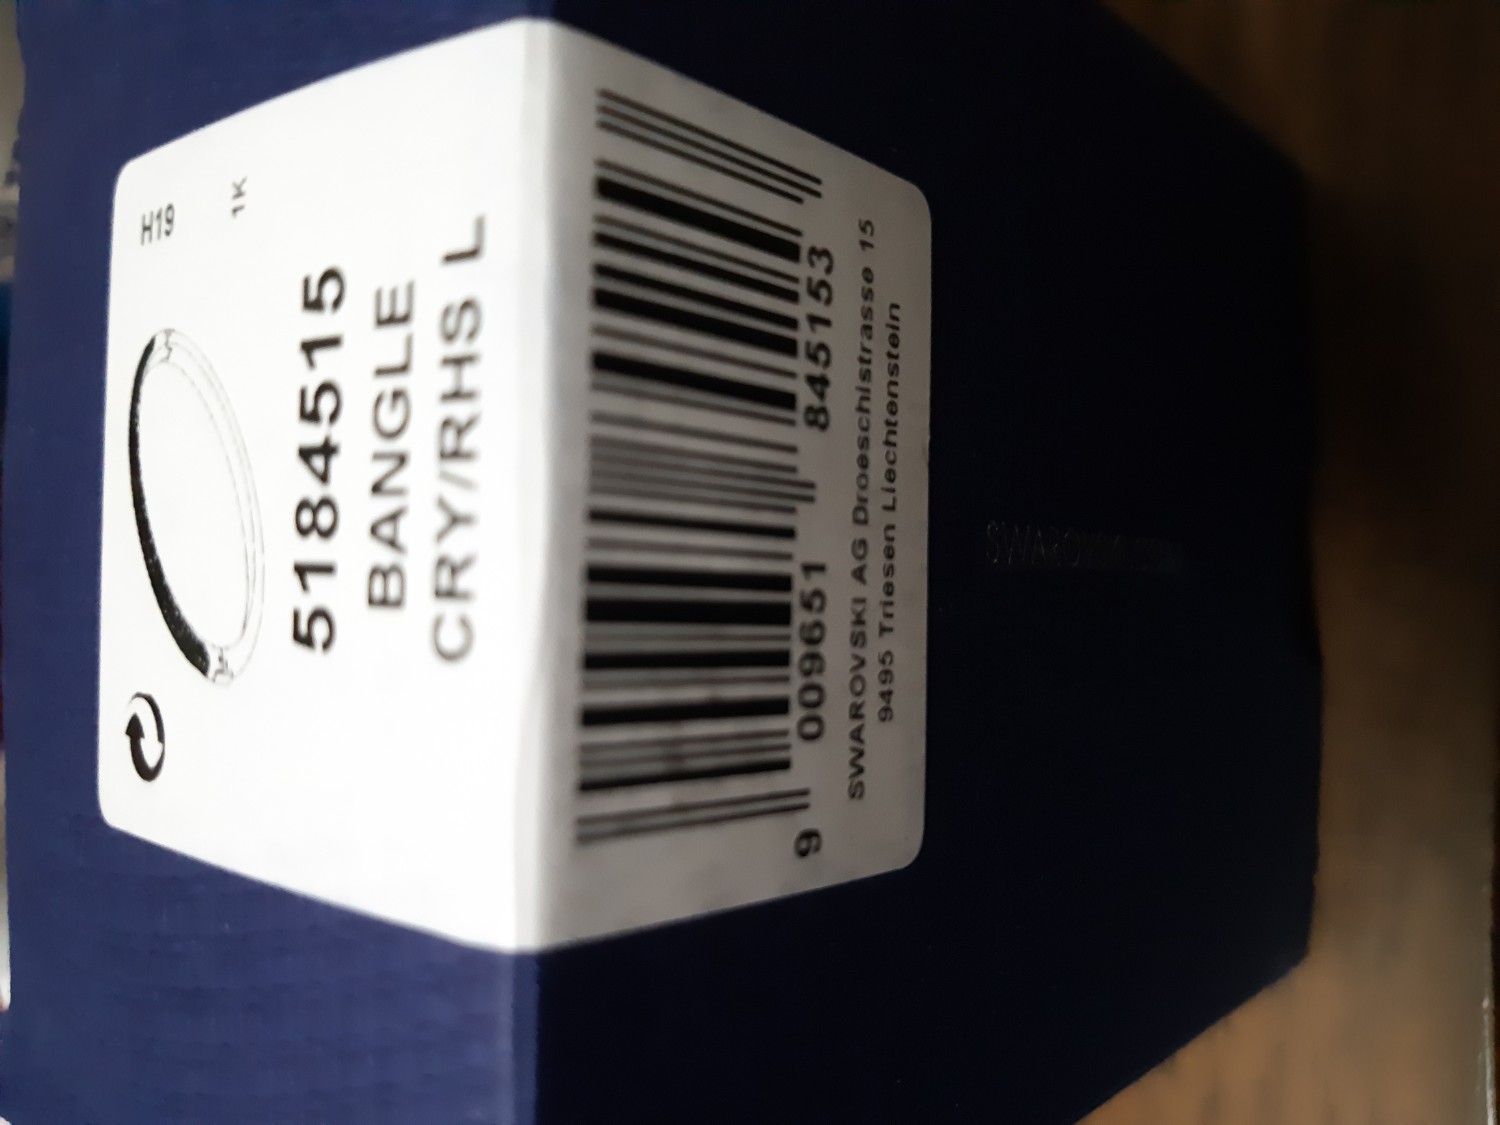 H19
1K
5184515
BANGLE
CRY/RHS L
9 009651 845153
SWAROVSKI AG Droeschistrasse 15
9495 Triesen Liechtenstein